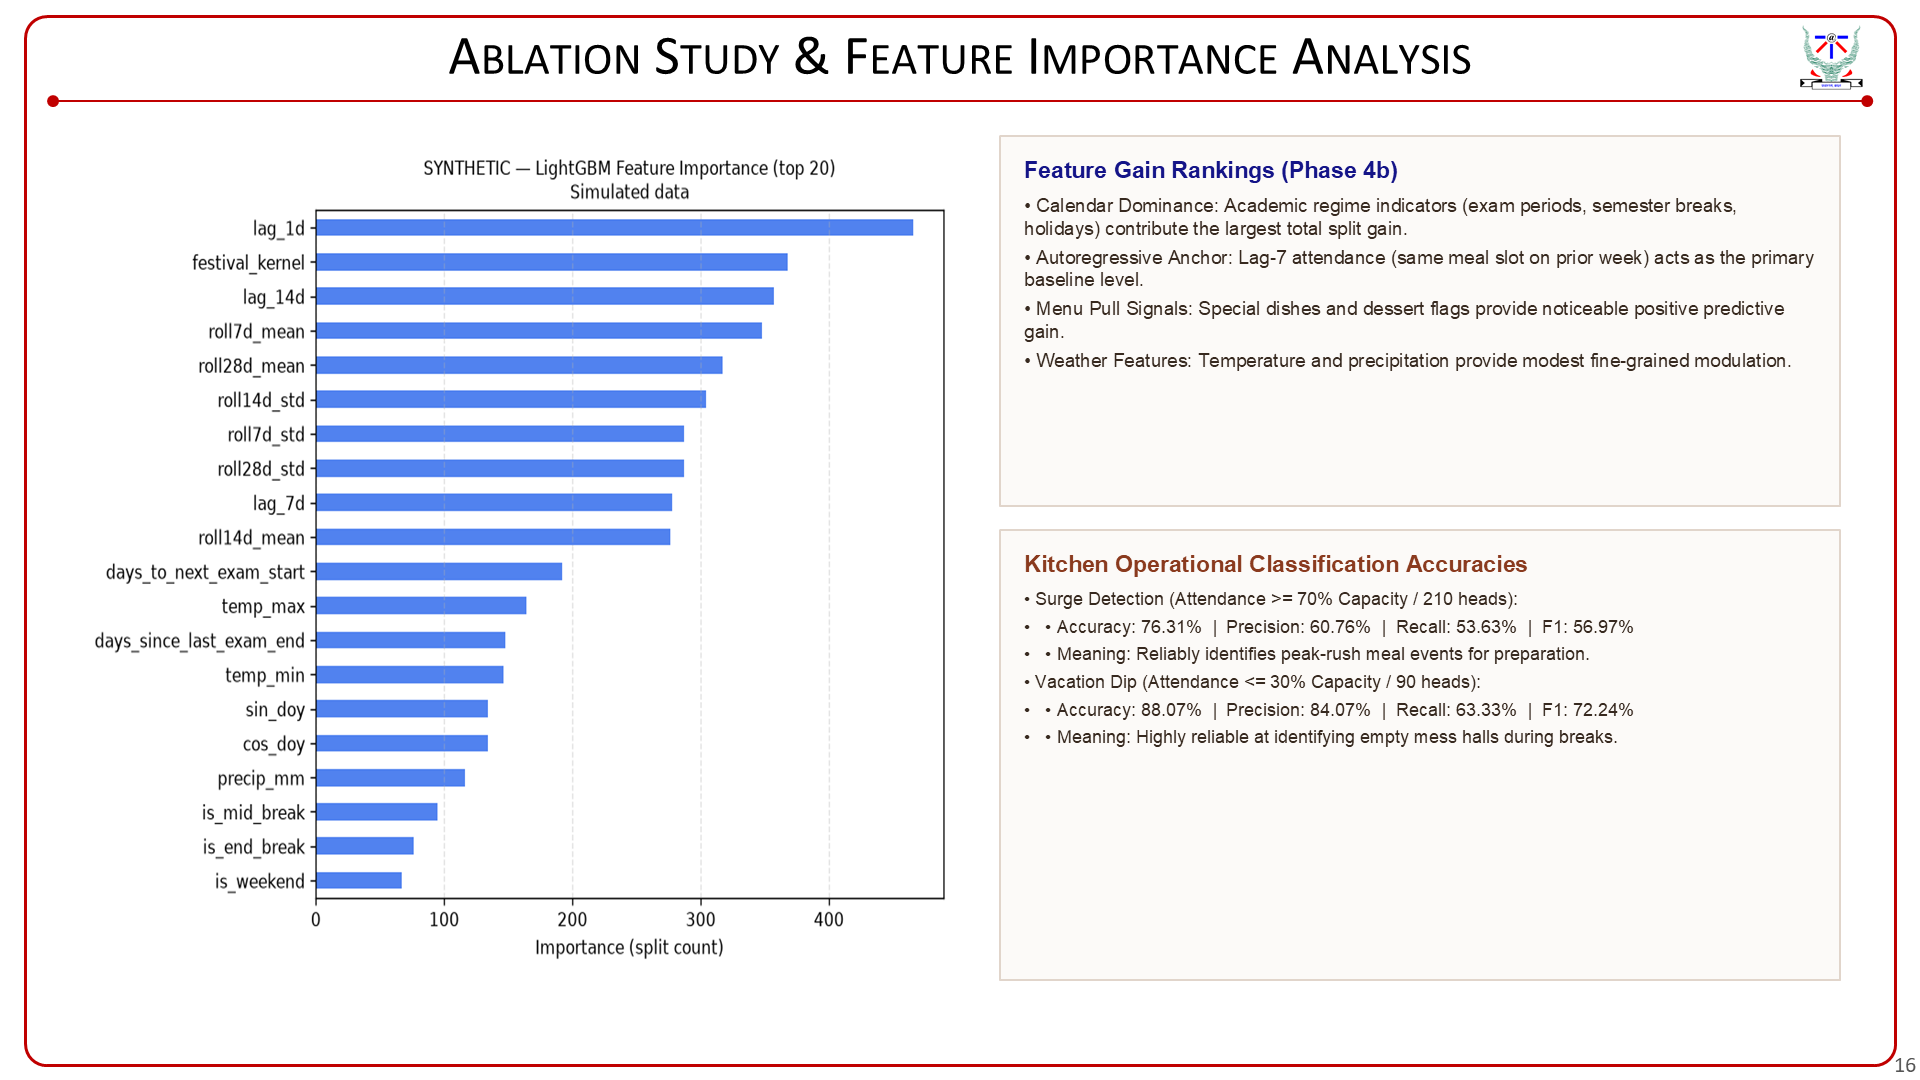 ABLATION STUDY & FEATURE IMPORTANCE ANALYSIS
SYNTHETIC — LightGBM Feature Importance (top 20)
Simulated data
lag_1d
festival_kernel
lag_14d
roll7d_mean
roll28d_mean
roll14d_std
roll7d_std
roll28d_std
lag_7d
roll14d_mean
days_to_next_exam_start
temp_max
days_since_last_exam_end
temp_min
sin_doy
cos_doy
precip_mm
is_mid_break
is_end_break
is_weekend
0 100 200 300 400
Importance (split count)
Feature Gain Rankings (Phase 4b)
• Calendar Dominance: Academic regime indicators (exam periods, semester breaks,
holidays) contribute the largest total split gain.
• Autoregressive Anchor: Lag-7 attendance (same meal slot on prior week) acts as the primary
baseline level.
• Menu Pull Signals: Special dishes and dessert flags provide noticeable positive predictive
gain.
• Weather Features: Temperature and precipitation provide modest fine-grained modulation.
Kitchen Operational Classification Accuracies
• Surge Detection (Attendance >= 70% Capacity / 210 heads):
• • Accuracy: 76.31% | Precision: 60.76% | Recall: 53.63% | F1: 56.97%
• • Meaning: Reliably identifies peak-rush meal events for preparation.
• Vacation Dip (Attendance <= 30% Capacity / 90 heads):
• • Accuracy: 88.07% | Precision: 84.07% | Recall: 63.33% | F1: 72.24%
• • Meaning: Highly reliable at identifying empty mess halls during breaks.
16